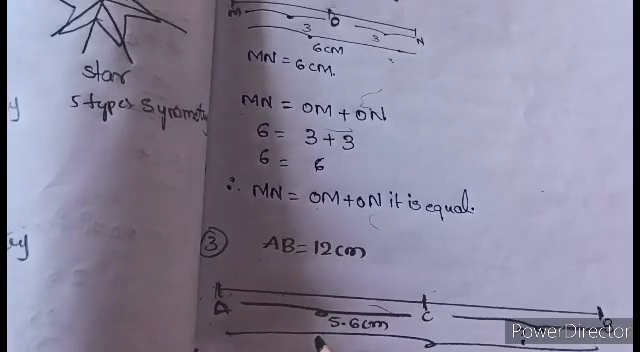 M O N
3 3
6cm
MN = 6cm.
MN = OM + ON
6 = 3 + 3
6 = 6
∴ MN = OM + ON it is equal.
③ AB = 12cm
A C
5.6cm
star
5 types Symmetry
PowerDirector